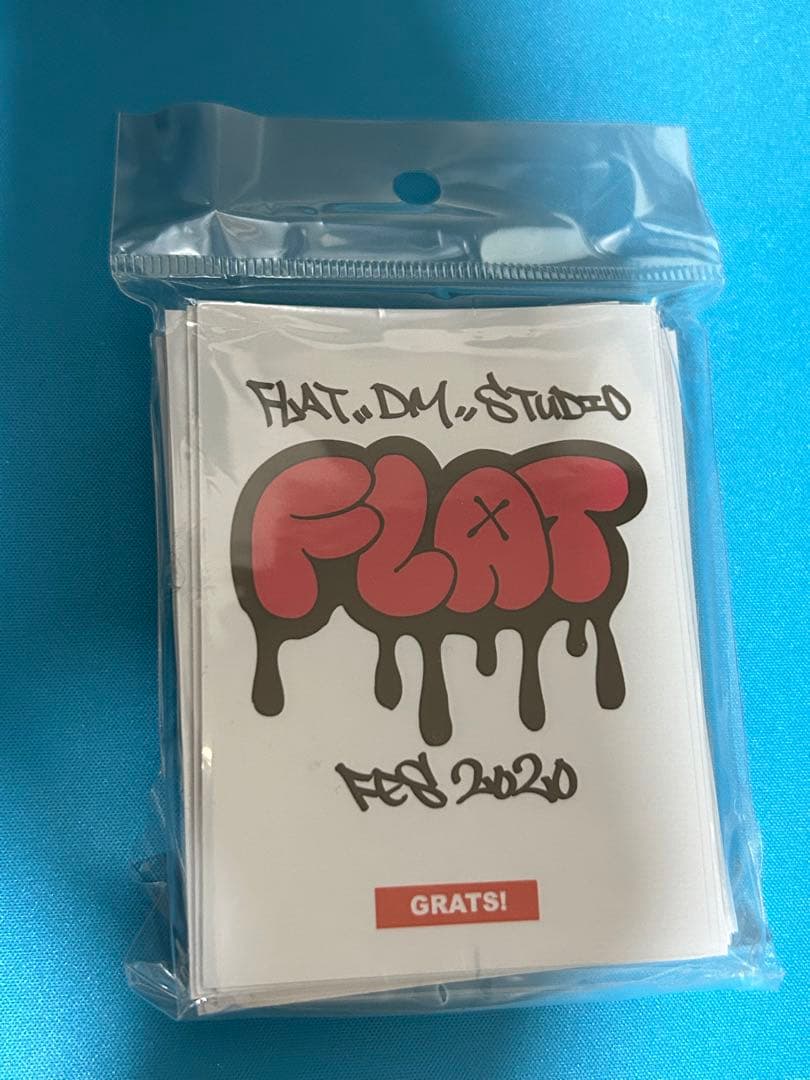 FLAT,,DM,,STUDIO
FLAT
FES 2020
GRATS!